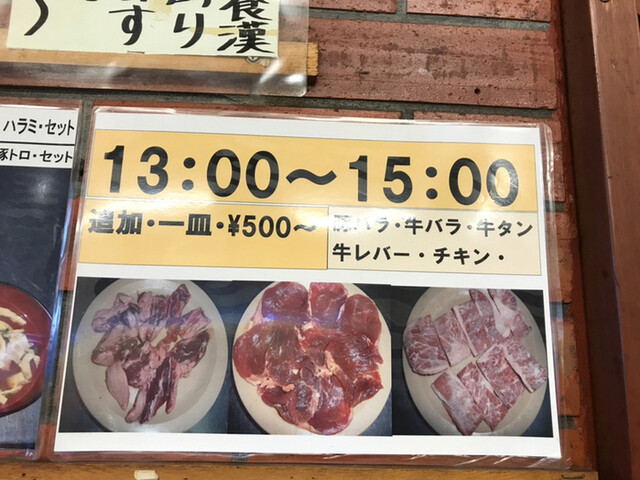 食漢
ハラミ・セット
豚トロ・セット
13:00～15:00
追加・一皿・¥500～
豚バラ・牛バラ・牛タン
牛レバー・チキン・